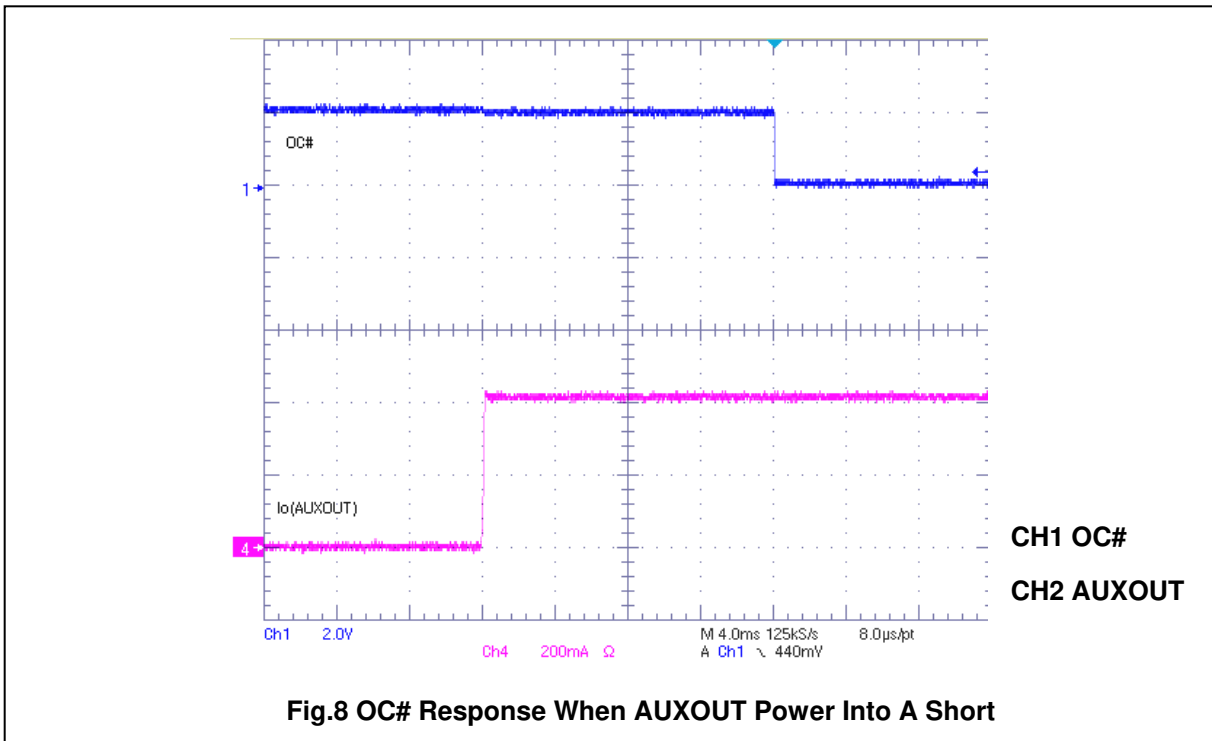 OC#
1
Io(AUXOUT)
4
CH1 OC#
CH2 AUXOUT
Ch1 2.0V M 4.0ms 125kS/s 8.0µs/pt
Ch4 200mA Ω A Ch1 \ 440mV
Fig.8 OC# Response When AUXOUT Power Into A Short